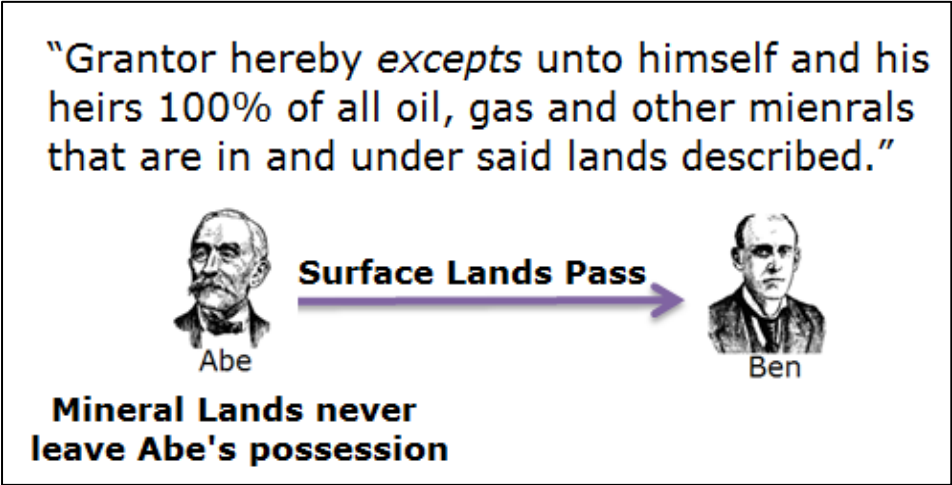 “Grantor hereby excepts unto himself and his
heirs 100% of all oil, gas and other mienrals
that are in and under said lands described.”
Surface Lands Pass
Abe
Ben
Mineral Lands never
leave Abe's possession